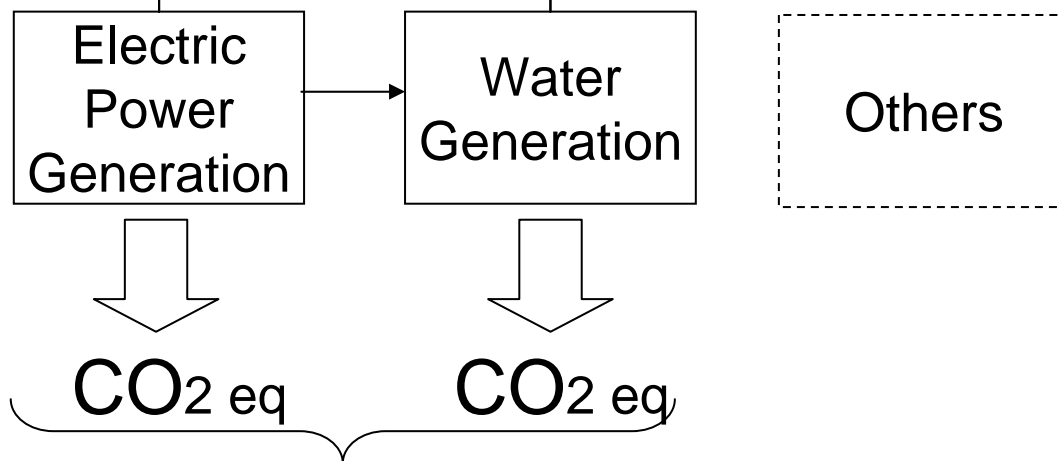 Electric
Power
Generation
Water
Generation
Others
CO2 eq
CO2 eq